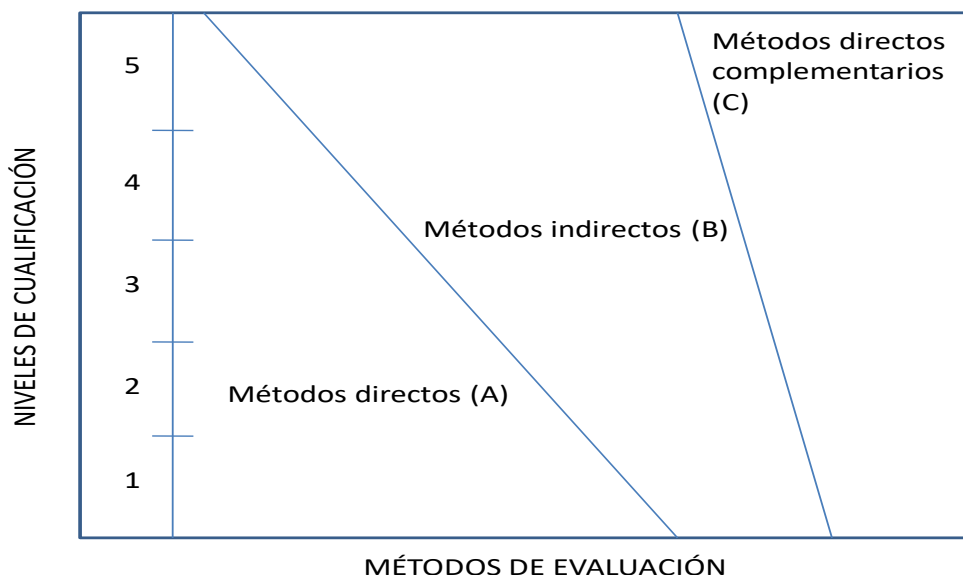 NIVELES DE CUALIFICACIÓN
5
4
3
2
1
Métodos directos
complementarios
(C)
Métodos indirectos (B)
Métodos directos (A)
MÉTODOS DE EVALUACIÓN